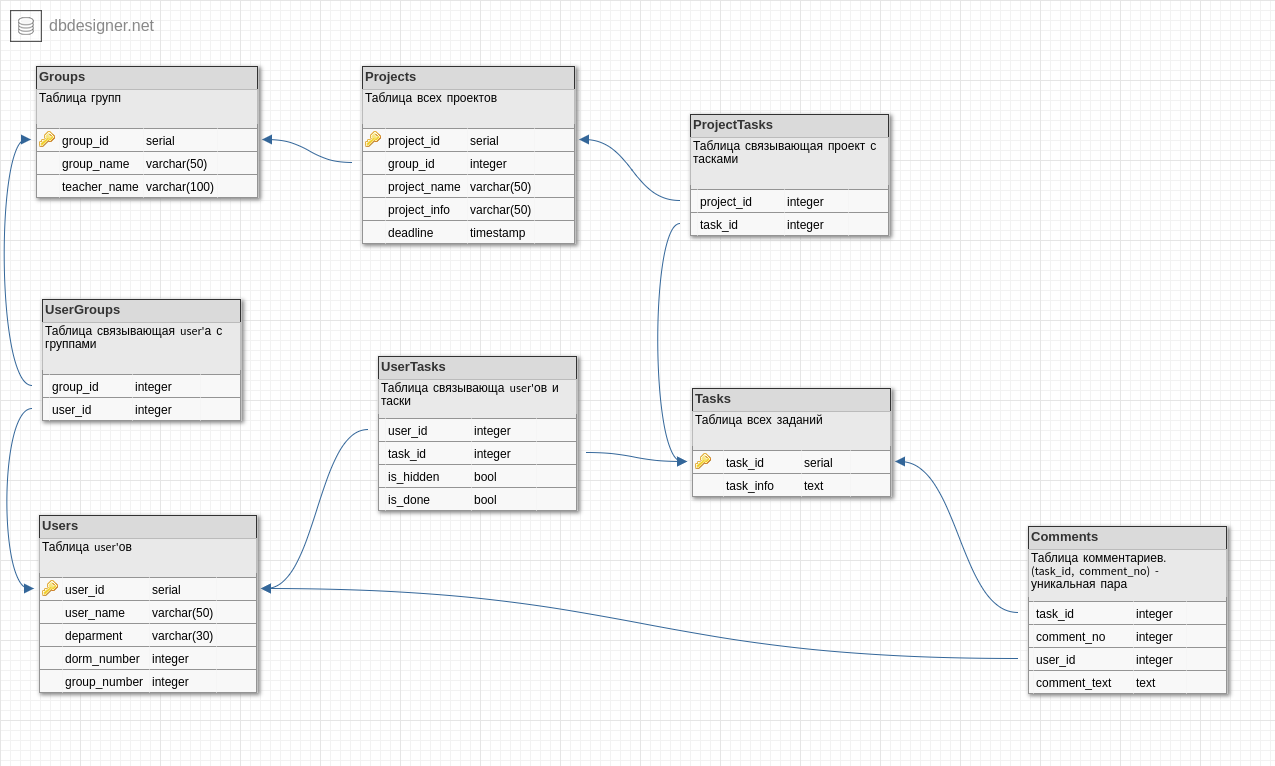 dbdesigner.net
Groups
Таблица групп
group_id serial
group_name varchar(50)
teacher_name varchar(100)
Projects
Таблица всех проектов
project_id serial
group_id integer
project_name varchar(50)
project_info varchar(50)
deadline timestamp
ProjectTasks
Таблица связывающая проект с
тасками
project_id integer
task_id integer
UserGroups
Таблица связывающая user'а с
группами
group_id integer
user_id integer
UserTasks
Таблица связывающа user'ов и
таски
user_id integer
task_id integer
is_hidden bool
is_done bool
Tasks
Таблица всех заданий
task_id serial
task_info text
Users
Таблица user'ов
user_id serial
user_name varchar(50)
deparment varchar(30)
dorm_number integer
group_number integer
Comments
Таблица комментариев.
(task_id, comment_no) -
уникальная пара
task_id integer
comment_no integer
user_id integer
comment_text text